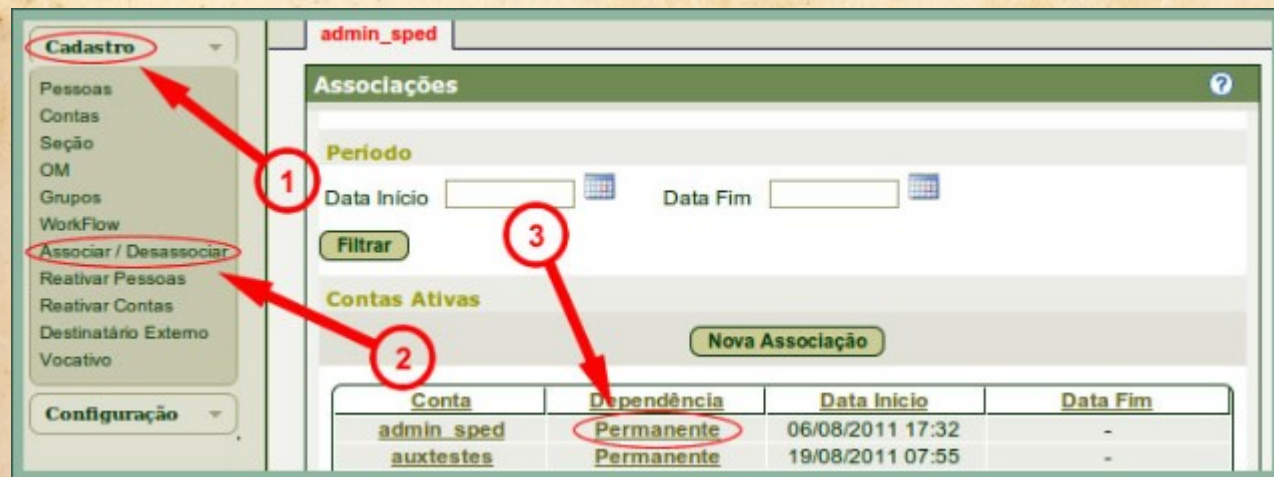 Cadastro
Pessoas
Contas
Seção
OM
Grupos
WorkFlow
Associar / Desassociar
Reativar Pessoas
Reativar Contas
Destinatário Externo
Vocativo
Configuração
1
2
admin_sped
Associações ?
Período
Data Início Data Fim
Filtrar
3
Contas Ativas
Nova Associação
Conta Dependência Data Inicio Data Fim
admin_sped Permanente 06/08/2011 17:32 -
auxtestes Permanente 19/08/2011 07:55 -